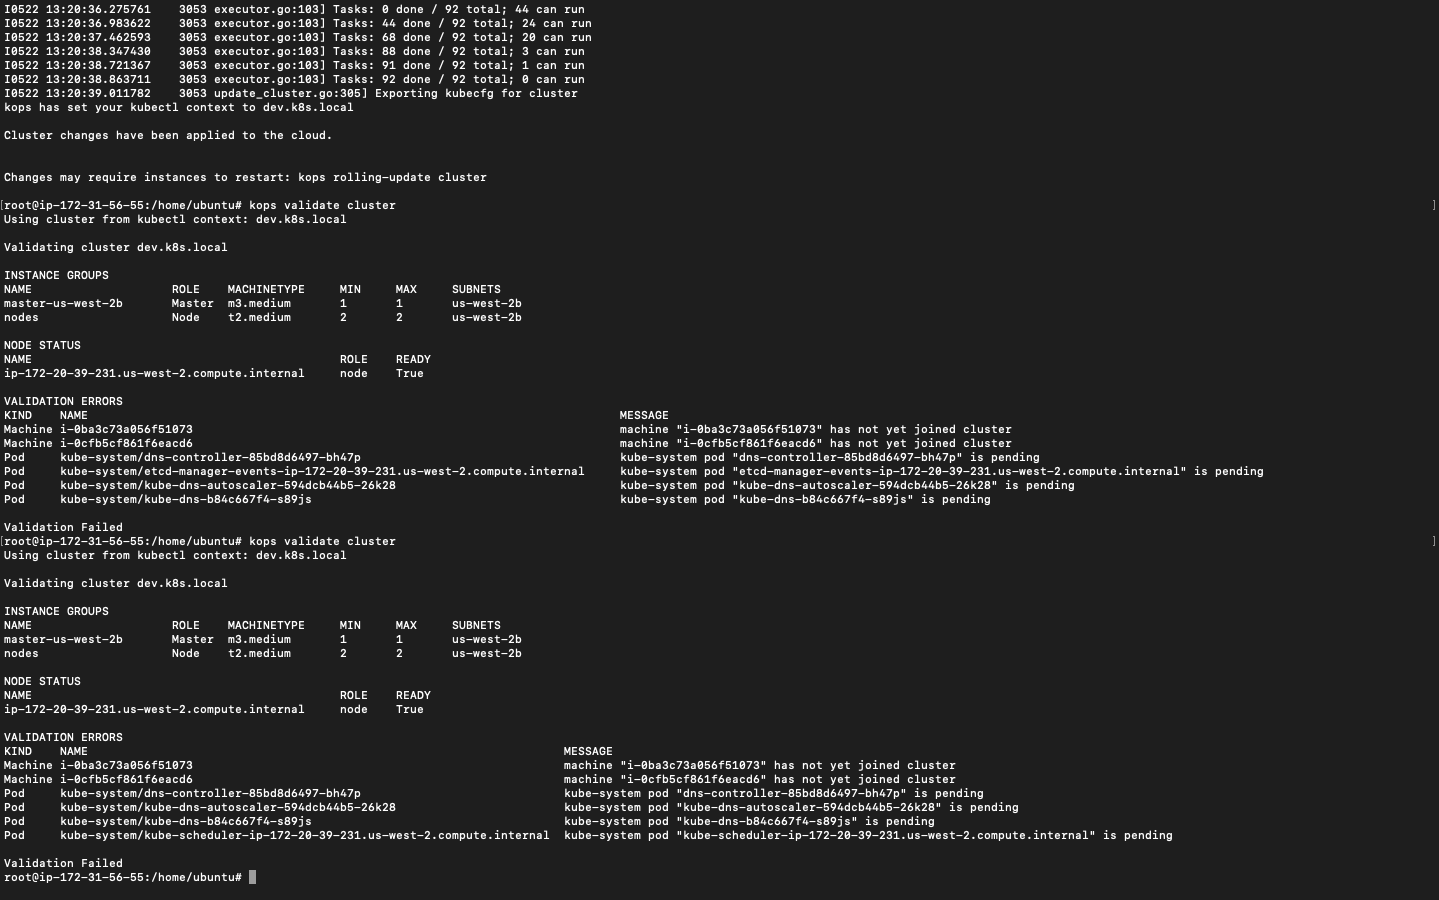 I0522 13:20:36.275761    3053 executor.go:103] Tasks: 0 done / 92 total; 44 can run
I0522 13:20:36.983622    3053 executor.go:103] Tasks: 44 done / 92 total; 24 can run
I0522 13:20:37.462593    3053 executor.go:103] Tasks: 68 done / 92 total; 20 can run
I0522 13:20:38.347430    3053 executor.go:103] Tasks: 88 done / 92 total; 3 can run
I0522 13:20:38.721367    3053 executor.go:103] Tasks: 91 done / 92 total; 1 can run
I0522 13:20:38.863711    3053 executor.go:103] Tasks: 92 done / 92 total; 0 can run
I0522 13:20:39.011782    3053 update_cluster.go:305] Exporting kubecfg for cluster
kops has set your kubectl context to dev.k8s.local
Cluster changes have been applied to the cloud.
Changes may require instances to restart: kops rolling-update cluster
[root@ip-172-31-56-55:/home/ubuntu# kops validate cluster ]
Using cluster from kubectl context: dev.k8s.local
Validating cluster dev.k8s.local
INSTANCE GROUPS
NAME                    ROLE    MACHINETYPE     MIN     MAX     SUBNETS
master-us-west-2b       Master  m3.medium       1       1       us-west-2b
nodes                   Node    t2.medium       2       2       us-west-2b
NODE STATUS
NAME                                            ROLE    READY
ip-172-20-39-231.us-west-2.compute.internal     node    True
VALIDATION ERRORS
KIND    NAME                                                                            MESSAGE
Machine i-0ba3c73a056f51073                                                             machine "i-0ba3c73a056f51073" has not yet joined cluster
Machine i-0cfb5cf861f6eacd6                                                             machine "i-0cfb5cf861f6eacd6" has not yet joined cluster
Pod     kube-system/dns-controller-85bd8d6497-bh47p                                     kube-system pod "dns-controller-85bd8d6497-bh47p" is pending
Pod     kube-system/etcd-manager-events-ip-172-20-39-231.us-west-2.compute.internal     kube-system pod "etcd-manager-events-ip-172-20-39-231.us-west-2.compute.internal" is pending
Pod     kube-system/kube-dns-autoscaler-594dcb44b5-26k28                                kube-system pod "kube-dns-autoscaler-594dcb44b5-26k28" is pending
Pod     kube-system/kube-dns-b84c667f4-s89js                                            kube-system pod "kube-dns-b84c667f4-s89js" is pending
Validation Failed
[root@ip-172-31-56-55:/home/ubuntu# kops validate cluster ]
Using cluster from kubectl context: dev.k8s.local
Validating cluster dev.k8s.local
INSTANCE GROUPS
NAME                    ROLE    MACHINETYPE     MIN     MAX     SUBNETS
master-us-west-2b       Master  m3.medium       1       1       us-west-2b
nodes                   Node    t2.medium       2       2       us-west-2b
NODE STATUS
NAME                                            ROLE    READY
ip-172-20-39-231.us-west-2.compute.internal     node    True
VALIDATION ERRORS
KIND    NAME                                                                    MESSAGE
Machine i-0ba3c73a056f51073                                                     machine "i-0ba3c73a056f51073" has not yet joined cluster
Machine i-0cfb5cf861f6eacd6                                                     machine "i-0cfb5cf861f6eacd6" has not yet joined cluster
Pod     kube-system/dns-controller-85bd8d6497-bh47p                             kube-system pod "dns-controller-85bd8d6497-bh47p" is pending
Pod     kube-system/kube-dns-autoscaler-594dcb44b5-26k28                        kube-system pod "kube-dns-autoscaler-594dcb44b5-26k28" is pending
Pod     kube-system/kube-dns-b84c667f4-s89js                                    kube-system pod "kube-dns-b84c667f4-s89js" is pending
Pod     kube-system/kube-scheduler-ip-172-20-39-231.us-west-2.compute.internal  kube-system pod "kube-scheduler-ip-172-20-39-231.us-west-2.compute.internal" is pending
Validation Failed
root@ip-172-31-56-55:/home/ubuntu#